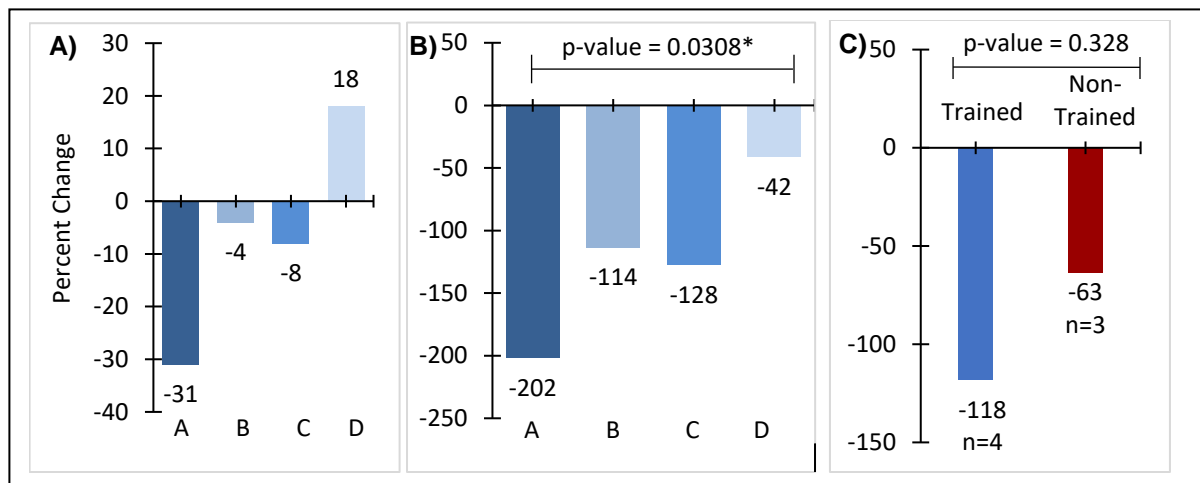 A)
30
20
10
0
-10
-20
-30
-40
Percent Change
18
-4
-8
-31
A B C D
B)
50
0
-50
-100
-150
-200
-250
p-value = 0.0308*
-42
-114
-128
-202
A B C D
C)
50
0
-50
-100
-150
p-value = 0.328
Trained
Non-
Trained
-63
n=3
-118
n=4